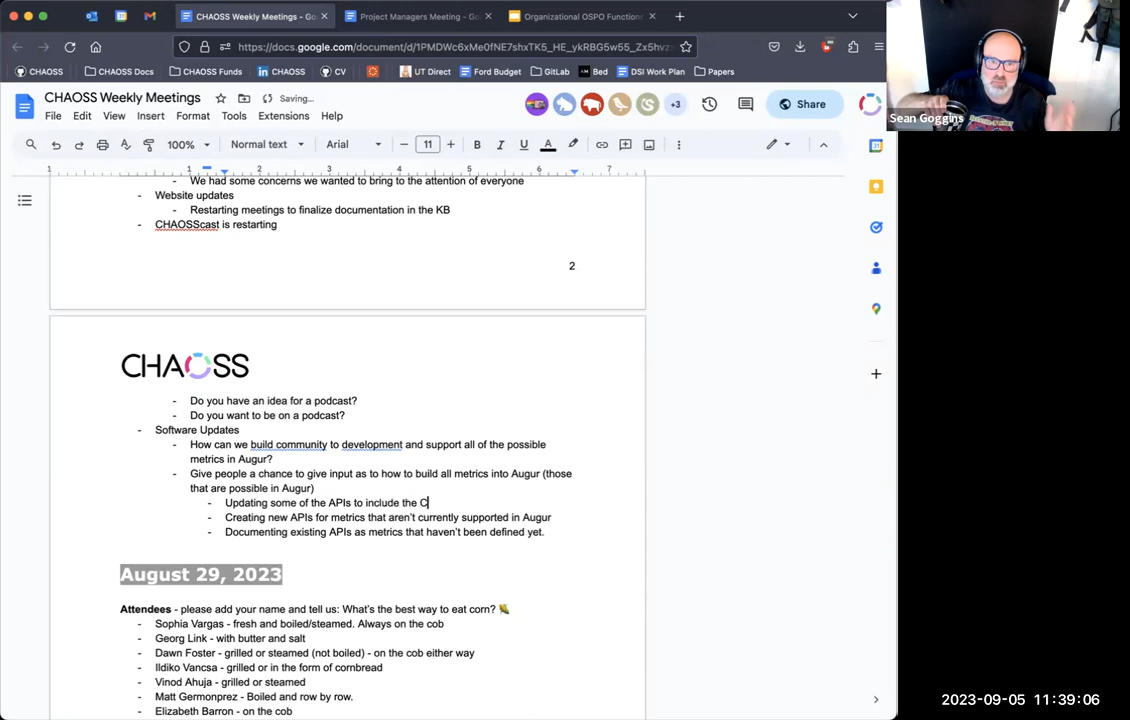 CHAOSS Weekly Meetings - Go
Project Managers Meeting - Goo
Organizational OSPO Functions
https://docs.google.com/document/d/1PMDWc6xMe0fNE7shxTK5_HE_ykRBG5w55_Zx5hvz
CHAOSS
CHAOSS Docs
CHAOSS Funds
CHAOSS
CV
UT Direct
Ford Budget
GitLab
Bed
DSI Work Plan
Papers
CHAOSS Weekly Meetings
Saving...
File Edit View Insert Format Tools Extensions Help
+3
Share
100% Normal text Arial 11
B I U A
1 1 2 3 4 5 6 7
- We had some concerns we wanted to bring to the attention of everyone
- Website updates
- Restarting meetings to finalize documentation in the KB
- CHAOSScast is restarting
2
CHAOSS
- Do you have an idea for a podcast?
- Do you want to be on a podcast?
- Software Updates
- How can we build community to development and support all of the possible
metrics in Augur?
- Give people a chance to give input as to how to build all metrics into Augur (those
that are possible in Augur)
- Updating some of the APIs to include the C
- Creating new APIs for metrics that aren't currently supported in Augur
- Documenting existing APIs as metrics that haven't been defined yet.
August 29, 2023
Attendees - please add your name and tell us: What's the best way to eat corn? 🌽
- Sophia Vargas - fresh and boiled/steamed. Always on the cob
- Georg Link - with butter and salt
- Dawn Foster - grilled or steamed (not boiled) - on the cob either way
- Ildiko Vancsa - grilled or in the form of cornbread
- Vinod Ahuja - grilled or steamed
- Matt Germonprez - Boiled and row by row.
- Elizabeth Barron - on the cob
Sean Goggins
2023-09-05 11:39:06